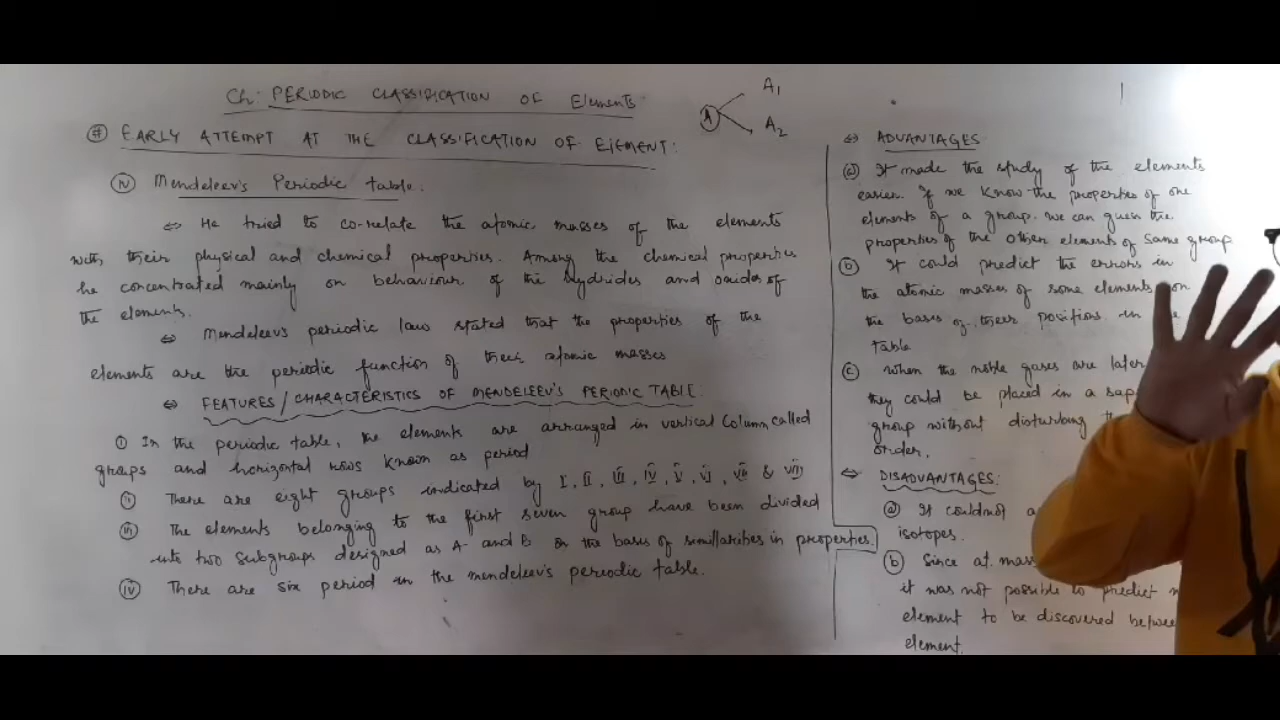 Ch: PERIODIC CLASSIFICATION OF Elements
# EARLY ATTEMPT AT THE CLASSIFICATION OF ElEMENT:
A
A1
A2
(iv) Mendeleev's Periodic table.
⇔ He tried to co-relate the atomic masses of the elements
with their physical and chemical properties. Among the chemical properties
he concentrated mainly on behaviour of the hydrides and oxides of
the elements.
⇔ Mendeleev's periodic law stated that the properties of the
elements are the periodic function of their atomic masses
⇔ FEATURES/CHARACTERISTICS OF MENDELEEV'S PERIODIC TABLE.
(i) In the periodic table, the elements are arranged in vertical column called
groups and horizontal rows known as period
(ii) There are eight groups indicated by I, II, III, IV, V, VI, VII & VIII
(iii) The elements belonging to the first seven group have been divided
into two subgroups designed as A- and B on the basis of similarities in properties.
(iv) There are six period in the mendeleev's periodic table.
1
⇔ ADVANTAGES
(a) It made the study of the elements
easier. If we know the properties of one
elements of a group. we can guess the
properties of the other elements of same group
(b) It could predict the errors in
the atomic masses of some elements on
the basis of their positions in
table
(c) When the noble gases are later
they could be placed in a
group without disturbing
order.
⇔ DISADVANTAGES:
(a) It could not
isotopes.
(b) Since at. mass
it was not possible to predict
element to be discovered
element.